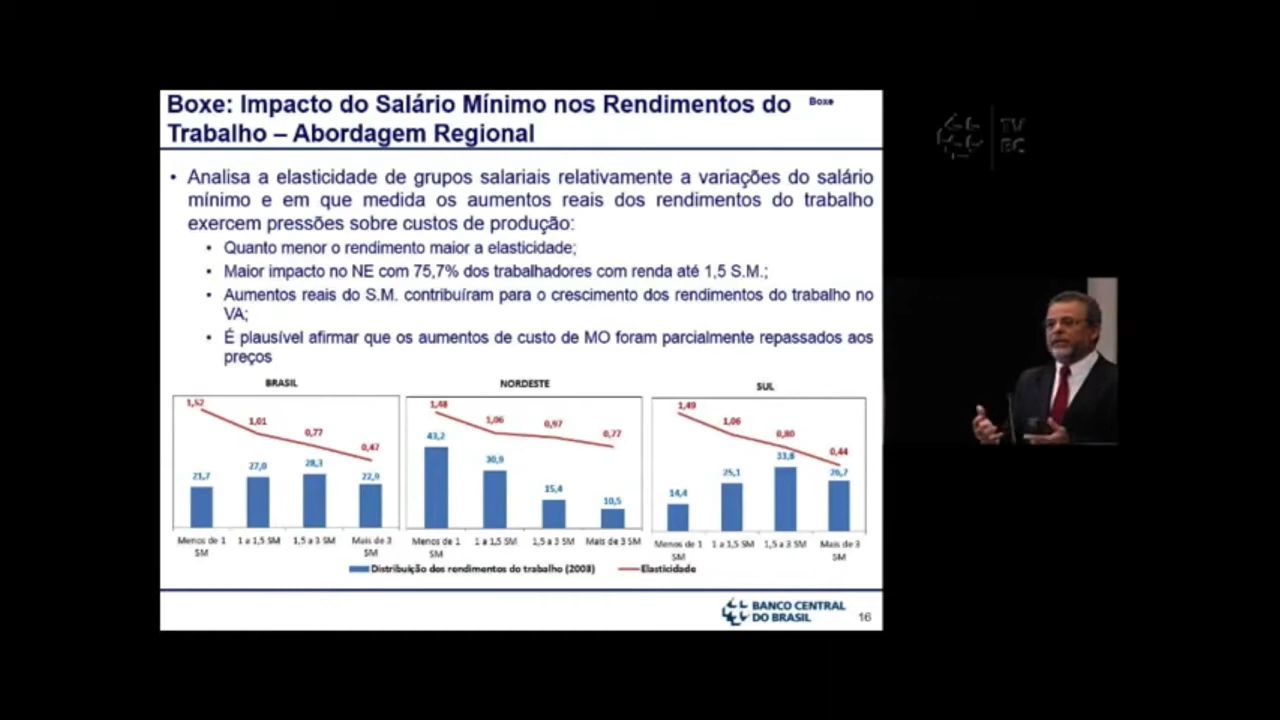 Boxe: Impacto do Salário Mínimo nos Rendimentos do
Boxe
Trabalho – Abordagem Regional
• Analisa a elasticidade de grupos salariais relativamente a variações do salário
mínimo e em que medida os aumentos reais dos rendimentos do trabalho
exercem pressões sobre custos de produção:
• Quanto menor o rendimento maior a elasticidade;
• Maior impacto no NE com 75,7% dos trabalhadores com renda até 1,5 S.M.;
• Aumentos reais do S.M. contribuíram para o crescimento dos rendimentos do trabalho no
VA;
• É plausível afirmar que os aumentos de custo de MO foram parcialmente repassados aos
preços
BRASIL
1,52
1,01
0,77
0,47
21,7
27,0
28,3
22,9
Menos de 1
SM
1 a 1,5 SM
1,5 a 3 SM
Mais de 3
SM
NORDESTE
1,48
1,06
0,97
0,77
43,2
30,9
15,4
10,5
Menos de 1
SM
1 a 1,5 SM
1,5 a 3 SM
Mais de 3 SM
SUL
1,49
1,06
0,80
0,44
14,4
25,1
33,8
26,7
Menos de 1
SM
1 a 1,5 SM
1,5 a 3 SM
Mais de 3
SM
Distribuição dos rendimentos do trabalho (2003)
Elasticidade
BANCO CENTRAL
DO BRASIL
16
TV
BC